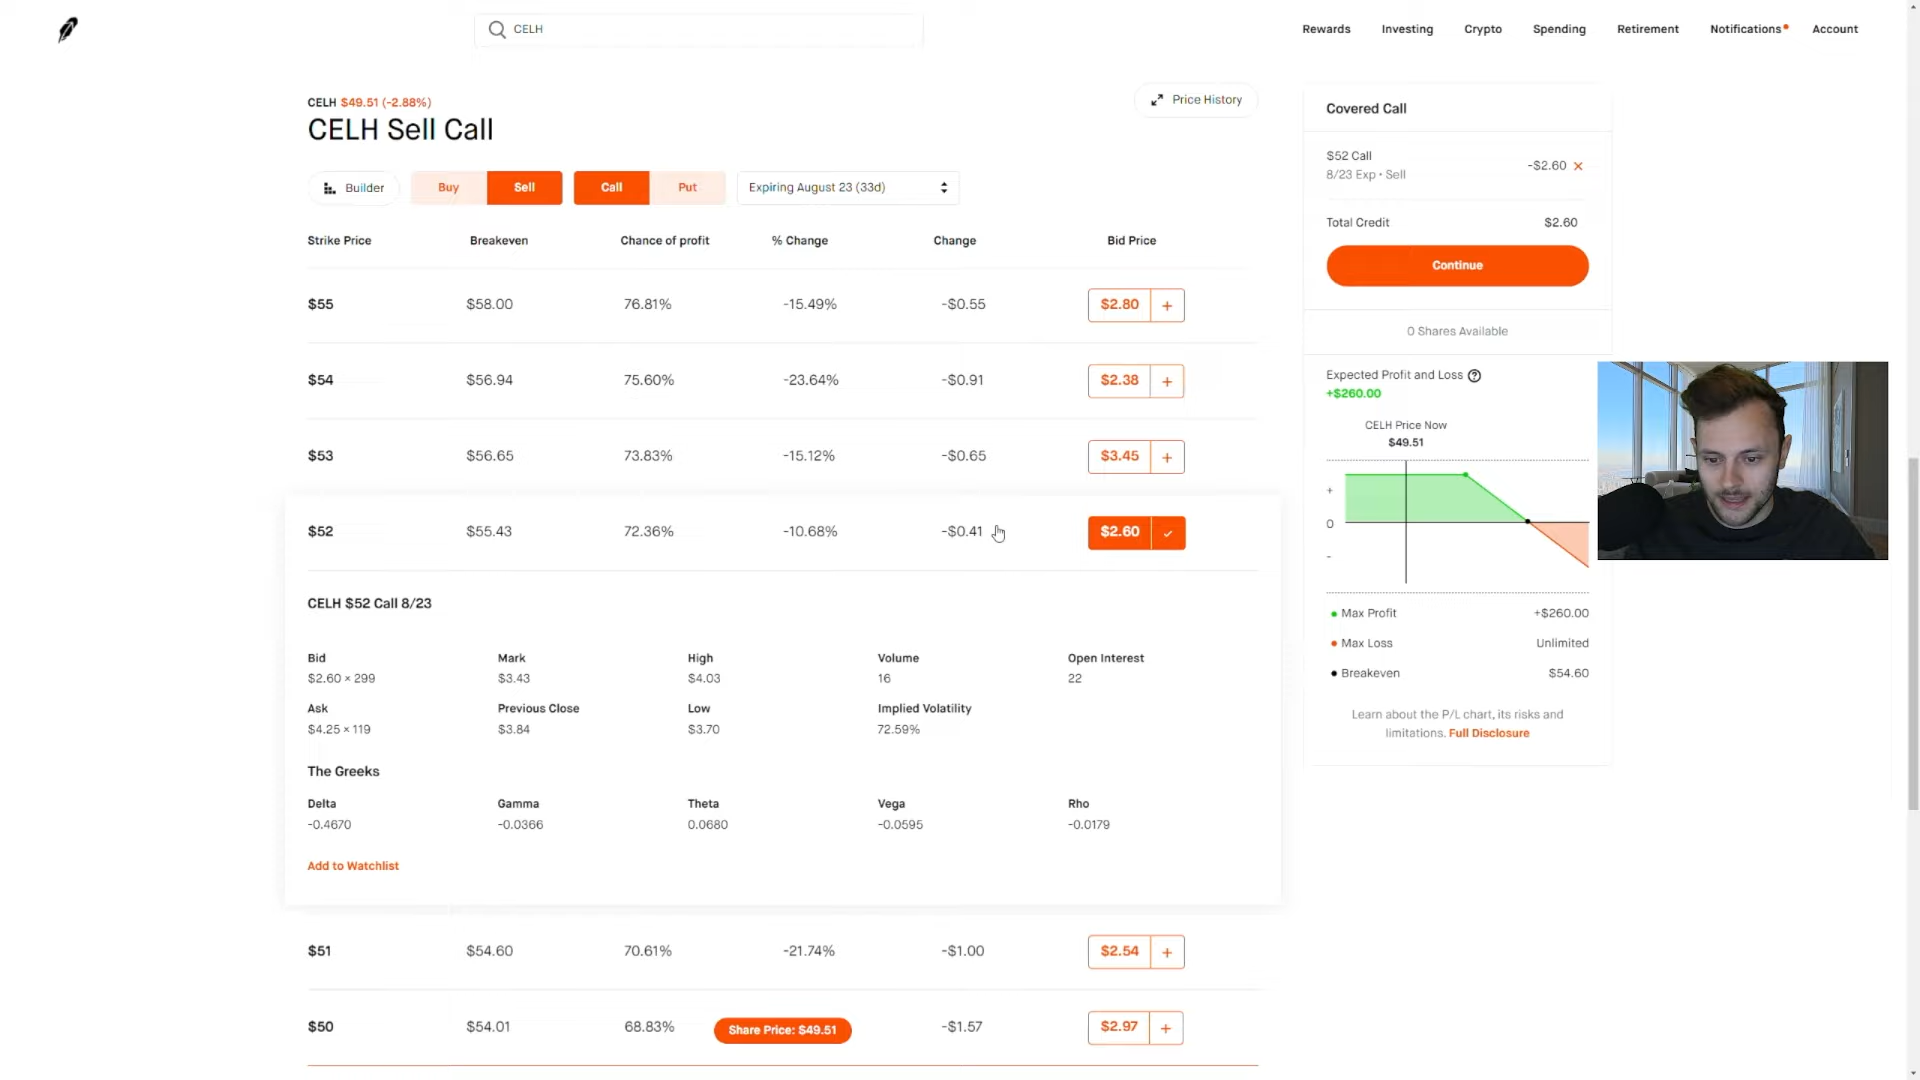 CELH
Rewards
Investing
Crypto
Spending
Retirement
Notifications
Account
CELH $49.51 (-2.88%)
CELH Sell Call
Price History
Builder
Buy
Sell
Call
Put
Expiring August 23 (33d)
Strike Price
Breakeven
Chance of profit
% Change
Change
Bid Price
$55
$58.00
76.81%
-15.49%
-$0.55
$2.80 +
$54
$56.94
75.60%
-23.64%
-$0.91
$2.38 +
$53
$56.65
73.83%
-15.12%
-$0.65
$3.45 +
$52
$55.43
72.36%
-10.68%
-$0.41
$2.60 ✓
CELH $52 Call 8/23
Bid
Mark
High
Volume
Open Interest
$2.60 × 299
$3.43
$4.03
16
22
Ask
Previous Close
Low
Implied Volatility
$4.25 × 119
$3.84
$3.70
72.59%
The Greeks
Delta
Gamma
Theta
Vega
Rho
-0.4670
-0.0366
0.0680
-0.0595
-0.0179
Add to Watchlist
$51
$54.60
70.61%
-21.74%
-$1.00
$2.54 +
$50
$54.01
68.83%
Share Price: $49.51
-$1.57
$2.97 +
Covered Call
$52 Call
8/23 Exp • Sell
-$2.60 ×
Total Credit
$2.60
Continue
0 Shares Available
Expected Profit and Loss ?
+$260.00
CELH Price Now
$49.51
+
0
-
Max Profit
+$260.00
Max Loss
Unlimited
Breakeven
$54.60
Learn about the P/L chart, its risks and
limitations. Full Disclosure